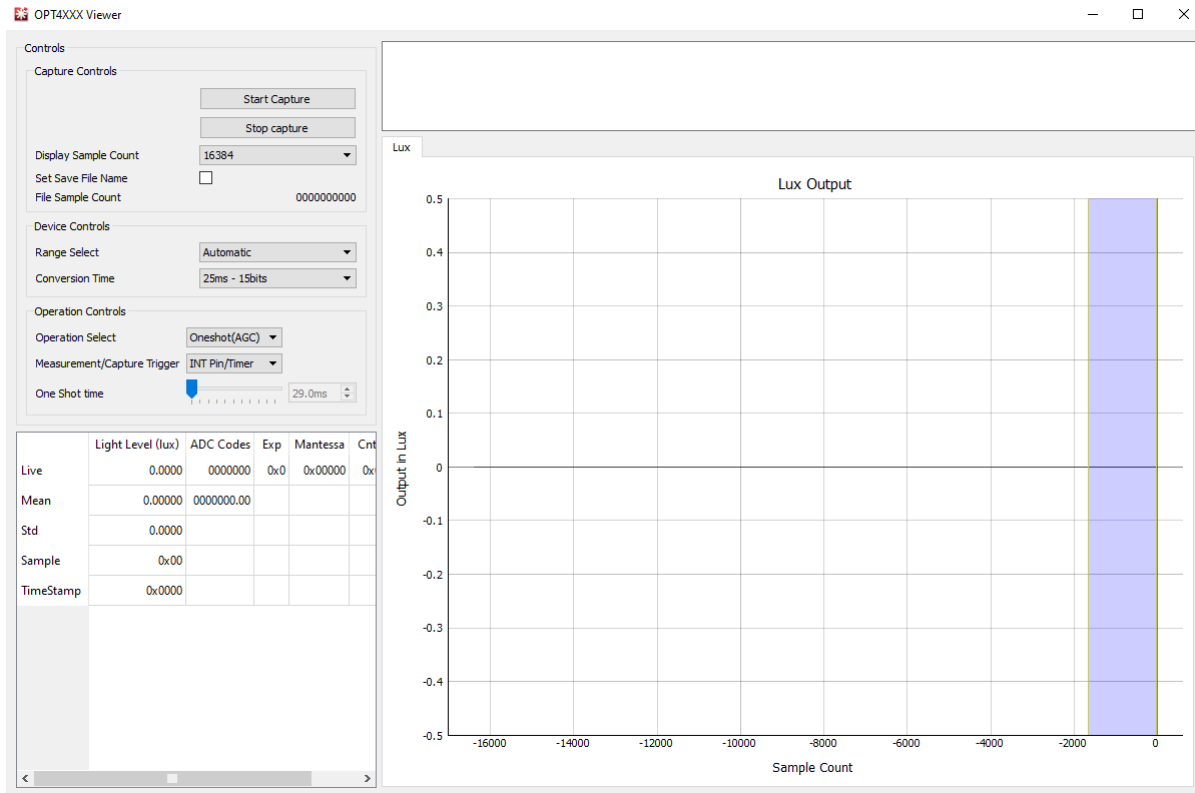 OPT4XXX Viewer
Controls
Capture Controls
Start Capture
Stop capture
Display Sample Count 16384
Set Save File Name
File Sample Count 0000000000
Device Controls
Range Select Automatic
Conversion Time 25ms - 15bits
Operation Controls
Operation Select Oneshot(AGC)
Measurement/Capture Trigger INT Pin/Timer
One Shot time 29.0ms
Light Level (lux) ADC Codes Exp Mantessa Cnt
Live 0.0000 0000000 0x0 0x00000 0x
Mean 0.00000 0000000.00
Std 0.0000
Sample 0x00
TimeStamp 0x0000
Lux
Lux Output
Output in Lux
0.5
0.4
0.3
0.2
0.1
0
-0.1
-0.2
-0.3
-0.4
-0.5
-16000 -14000 -12000 -10000 -8000 -6000 -4000 -2000 0
Sample Count